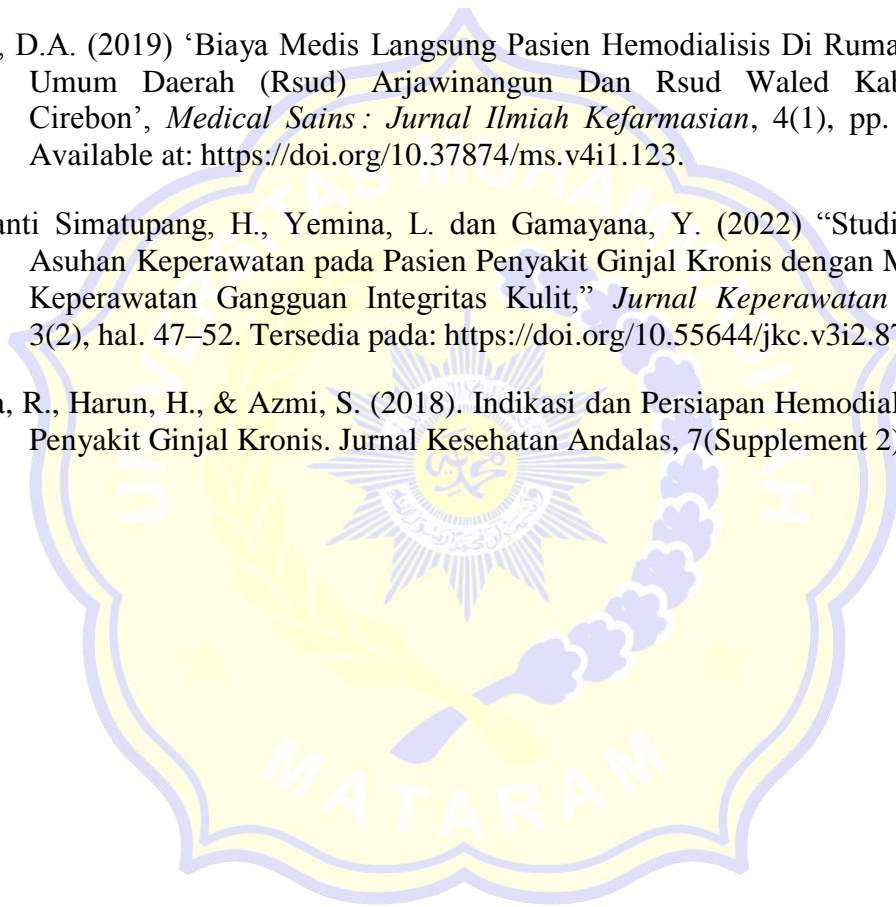 , D.A. (2019) ‘Biaya Medis Langsung Pasien Hemodialisis Di Ruma
Umum Daerah (Rsud) Arjawinangun Dan Rsud Waled Kab
Cirebon’, Medical Sains : Jurnal Ilmiah Kefarmasian, 4(1), pp.
Available at: https://doi.org/10.37874/ms.v4i1.123.
anti Simatupang, H., Yemina, L. dan Gamayana, Y. (2022) “Studi
Asuhan Keperawatan pada Pasien Penyakit Ginjal Kronis dengan M
Keperawatan Gangguan Integritas Kulit,” Jurnal Keperawatan
3(2), hal. 47–52. Tersedia pada: https://doi.org/10.55644/jkc.v3i2.8
a, R., Harun, H., & Azmi, S. (2018). Indikasi dan Persiapan Hemodial
Penyakit Ginjal Kronis. Jurnal Kesehatan Andalas, 7(Supplement 2)
UNIVERSITAS MUHAMMADIYAH
MATARAM